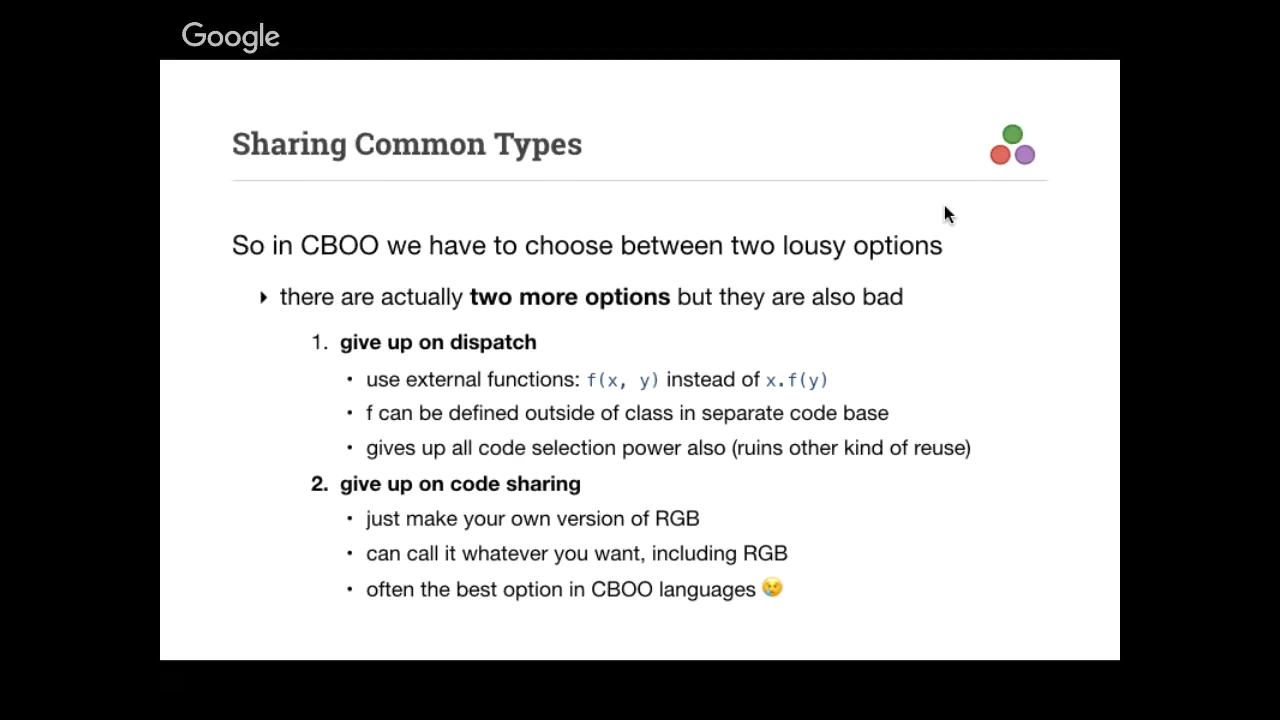 Google
Sharing Common Types
So in CBOO we have to choose between two lousy options
‣ there are actually two more options but they are also bad
1. give up on dispatch
• use external functions: f(x, y) instead of x.f(y)
• f can be defined outside of class in separate code base
• gives up all code selection power also (ruins other kind of reuse)
2. give up on code sharing
• just make your own version of RGB
• can call it whatever you want, including RGB
• often the best option in CBOO languages 😢